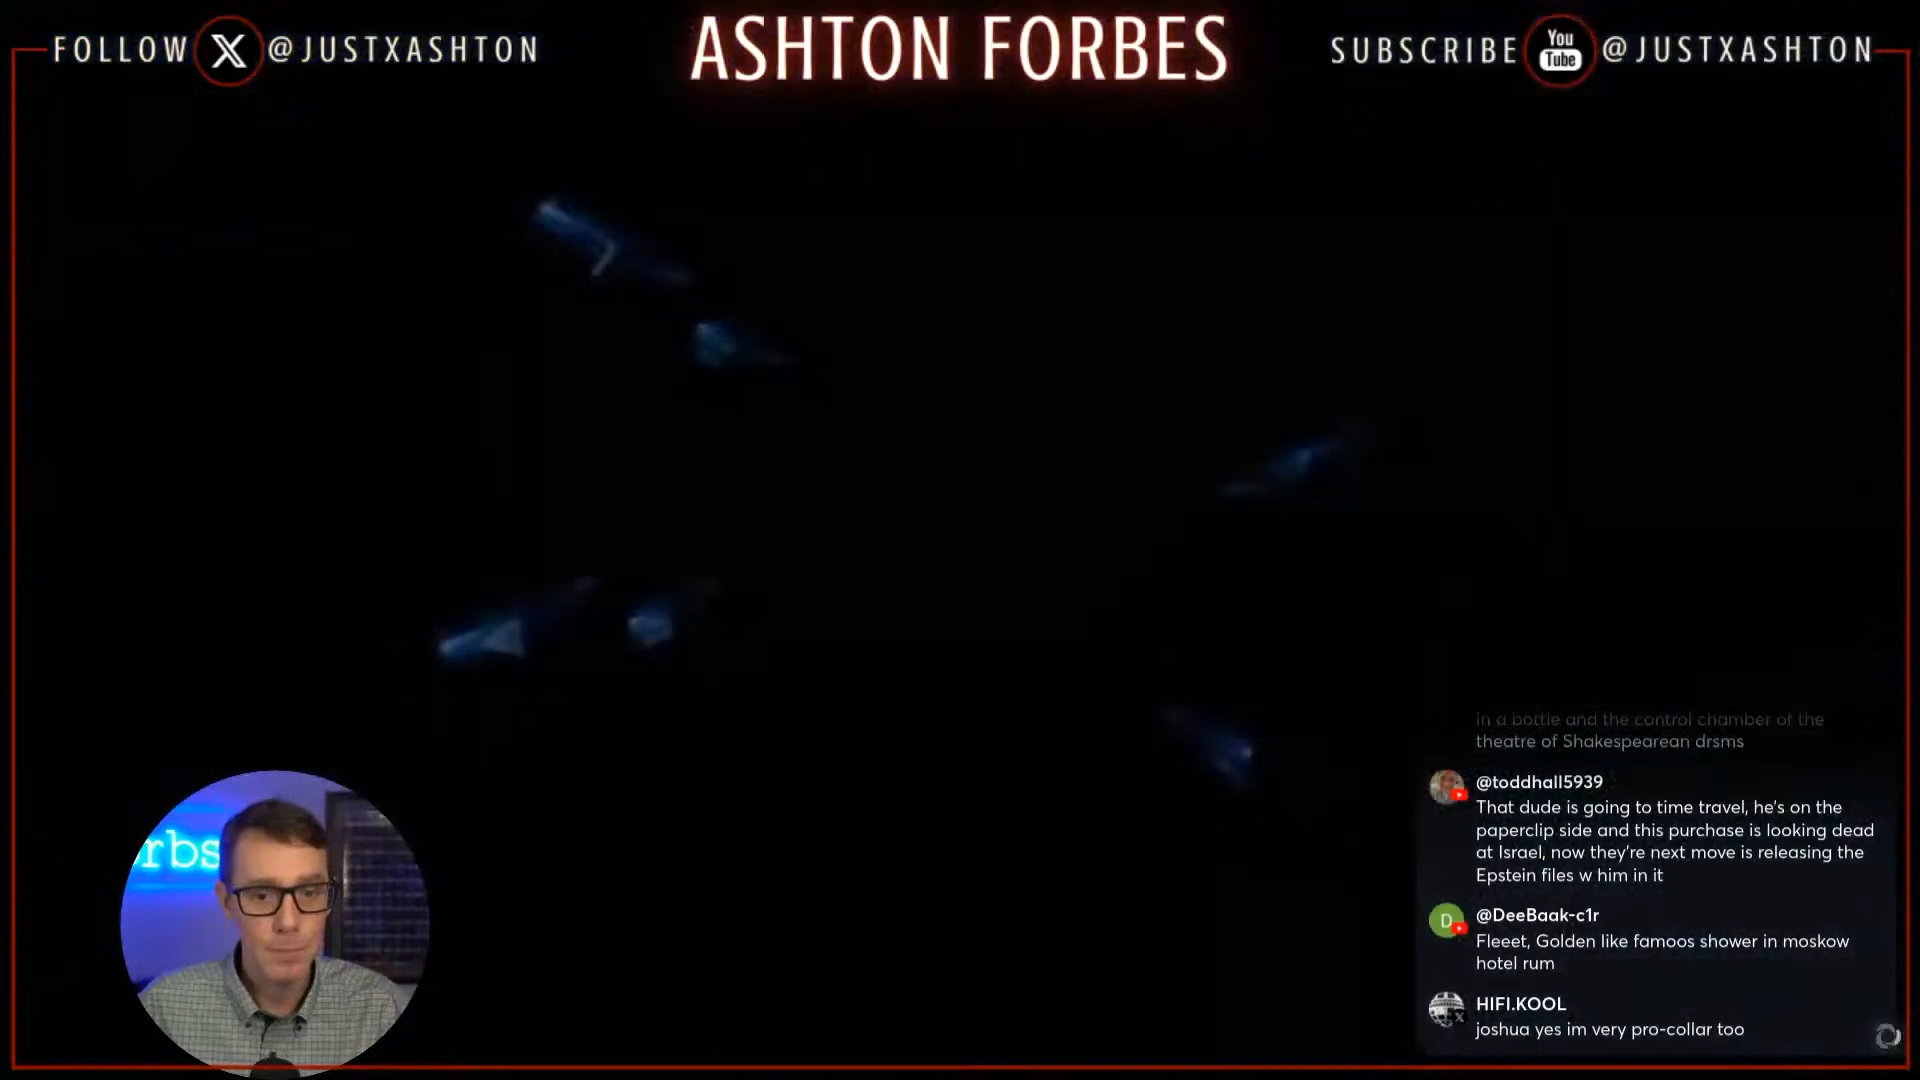 FOLLOW X @JUSTXASHTON
ASHTON FORBES
SUBSCRIBE You Tube @JUSTXASHTON
in a bottle and the control chamber of the
theatre of Shakespearean drsms
@toddhall5939
That dude is going to time travel, he's on the
paperclip side and this purchase is looking dead
at Israel, now they're next move is releasing the
Epstein files w him in it
D
@DeeBaak-c1r
Fleeet, Golden like famoos shower in moskow
hotel rum
HIFI.KOOL
joshua yes im very pro-collar too
rbs